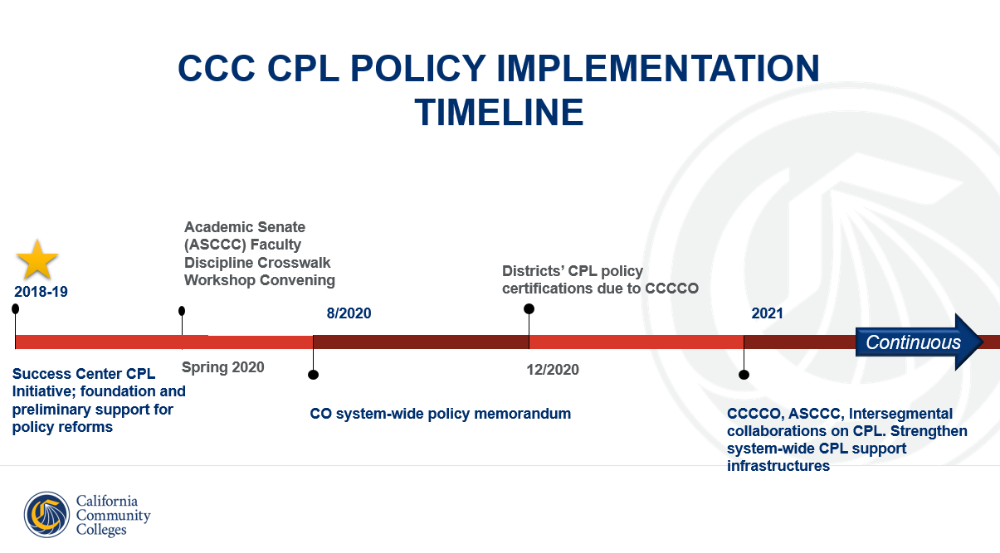 CCC CPL POLICY IMPLEMENTATION
TIMELINE
2018-19
Success Center CPL
Initiative; foundation and
preliminary support for
policy reforms
Academic Senate
(ASCCC) Faculty
Discipline Crosswalk
Workshop Convening
Spring 2020
8/2020
CO system-wide policy memorandum
Districts’ CPL policy
certifications due to CCCCO
12/2020
2021
Continuous
CCCCO, ASCCC, Intersegmental
collaborations on CPL. Strengthen
system-wide CPL support
infrastructures
California
Community
Colleges